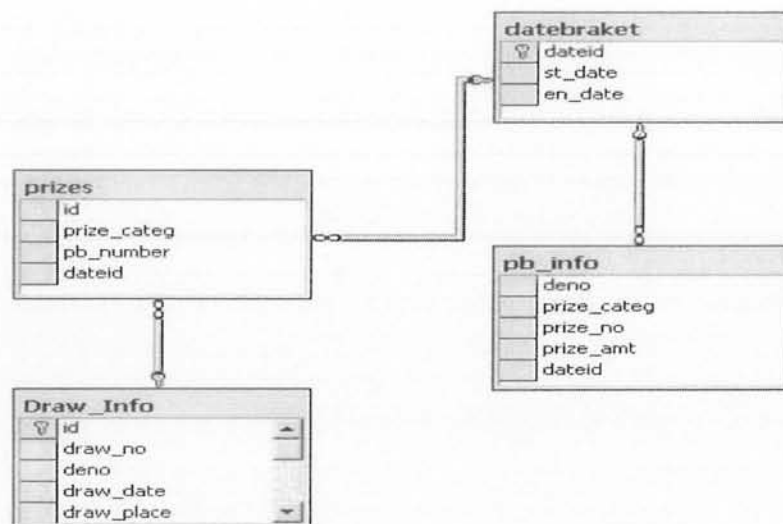 datebraket
dateid
st_date
en_date
prizes
id
prize_categ
pb_number
dateid
pb_info
deno
prize_categ
prize_no
prize_amt
dateid
Draw_Info
id
draw_no
deno
draw_date
draw_place